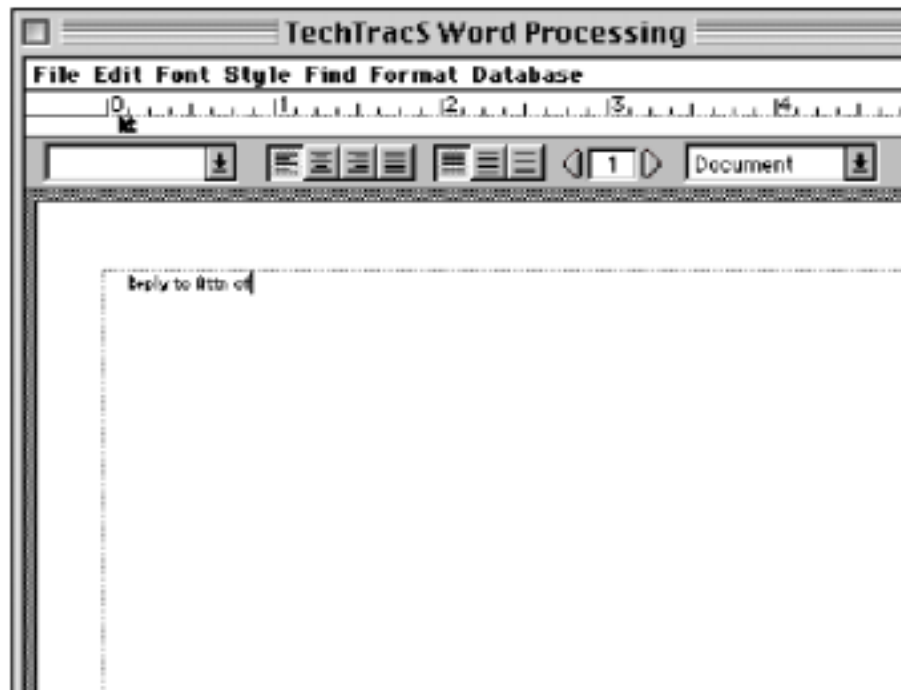 TechTracS Word Processing
File Edit Font Style Find Format Database
0 1 2 3 4
1 Document
Reply to Attn of